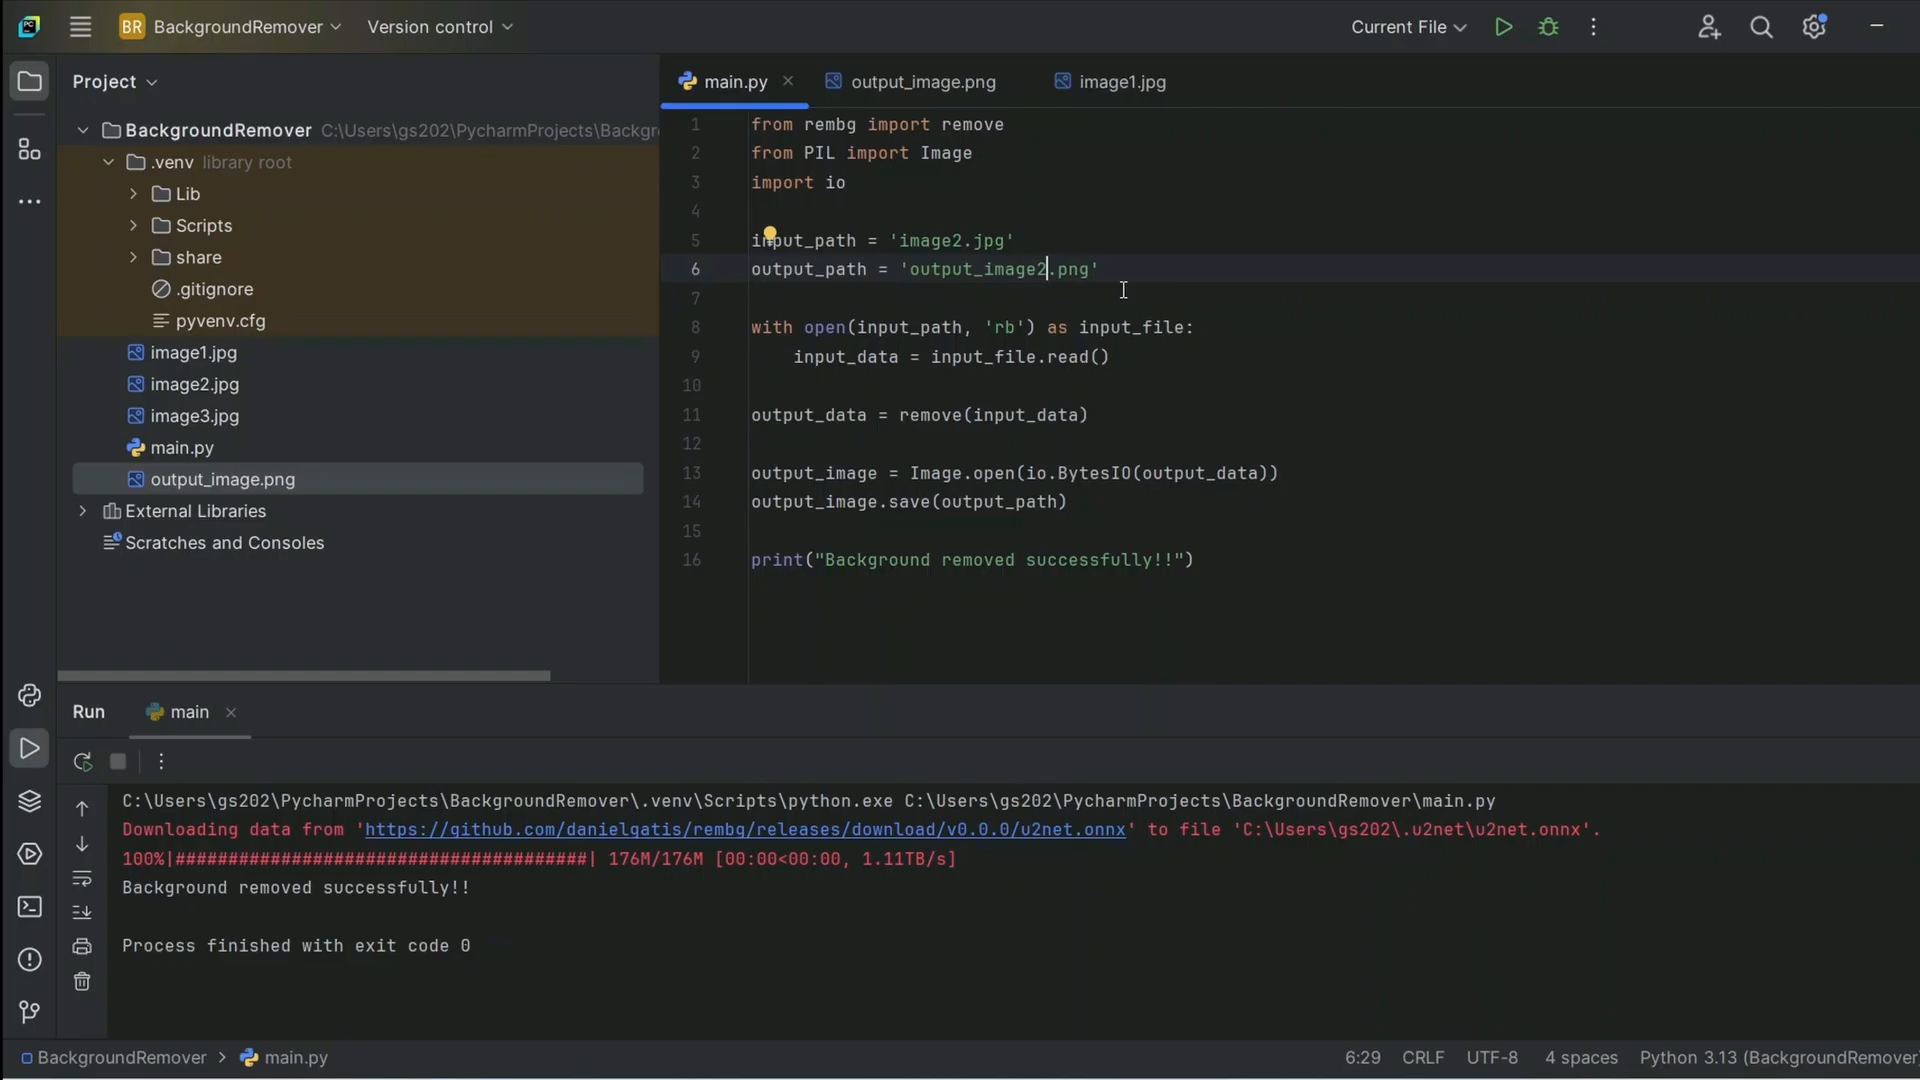 BR BackgroundRemover Version control Current File
Project
main.py output_image.png image1.jpg
BackgroundRemover C:\Users\gs202\PycharmProjects\Backgr
.venv library root
Lib
Scripts
share
.gitignore
pyvenv.cfg
image1.jpg
image2.jpg
image3.jpg
main.py
output_image.png
External Libraries
Scratches and Consoles
1 from rembg import remove
2 from PIL import Image
3 import io
4
5 input_path = 'image2.jpg'
6 output_path = 'output_image2.png'
7
8 with open(input_path, 'rb') as input_file:
9 input_data = input_file.read()
10
11 output_data = remove(input_data)
12
13 output_image = Image.open(io.BytesIO(output_data))
14 output_image.save(output_path)
15
16 print("Background removed successfully!!")
Run main
C:\Users\gs202\PycharmProjects\BackgroundRemover\.venv\Scripts\python.exe C:\Users\gs202\PycharmProjects\BackgroundRemover\main.py
Downloading data from 'https://github.com/danielgatis/rembg/releases/download/v0.0.0/u2net.onnx' to file 'C:\Users\gs202\.u2net\u2net.onnx'.
100%|#######################################| 176M/176M [00:00<00:00, 1.11TB/s]
Background removed successfully!!
Process finished with exit code 0
BackgroundRemover > main.py 6:29 CRLF UTF-8 4 spaces Python 3.13 (BackgroundRemover